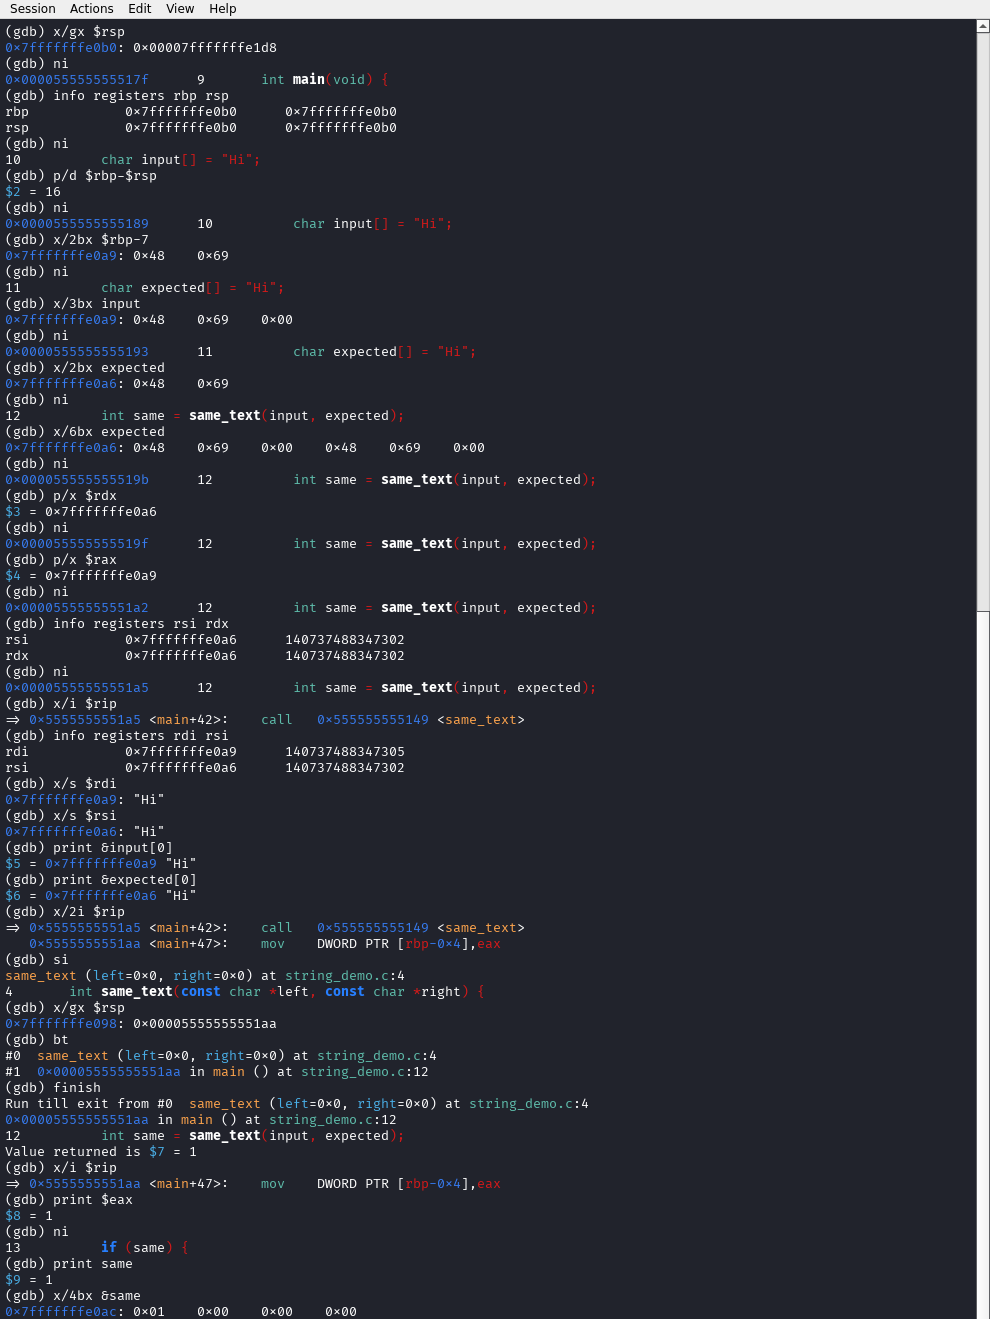 Session Actions Edit View Help
(gdb) x/gx $rsp
0x7fffffffe0b0: 0x00007fffffffe1d8
(gdb) ni
0x000055555555517f      9       int main(void) {
(gdb) info registers rbp rsp
rbp            0x7fffffffe0b0      0x7fffffffe0b0
rsp            0x7fffffffe0b0      0x7fffffffe0b0
(gdb) ni
10          char input[] = "Hi";
(gdb) p/d $rbp-$rsp
$2 = 16
(gdb) ni
0x0000555555555189      10          char input[] = "Hi";
(gdb) x/2bx $rbp-7
0x7fffffffe0a9: 0x48    0x69
(gdb) ni
11          char expected[] = "Hi";
(gdb) x/3bx input
0x7fffffffe0a9: 0x48    0x69    0x00
(gdb) ni
0x0000555555555193      11          char expected[] = "Hi";
(gdb) x/2bx expected
0x7fffffffe0a6: 0x48    0x69
(gdb) ni
12          int same = same_text(input, expected);
(gdb) x/6bx expected
0x7fffffffe0a6: 0x48    0x69    0x00    0x48    0x69    0x00
(gdb) ni
0x000055555555519b      12          int same = same_text(input, expected);
(gdb) p/x $rdx
$3 = 0x7fffffffe0a6
(gdb) ni
0x000055555555519f      12          int same = same_text(input, expected);
(gdb) p/x $rax
$4 = 0x7fffffffe0a9
(gdb) ni
0x00005555555551a2      12          int same = same_text(input, expected);
(gdb) info registers rsi rdx
rsi            0x7fffffffe0a6      140737488347302
rdx            0x7fffffffe0a6      140737488347302
(gdb) ni
0x00005555555551a5      12          int same = same_text(input, expected);
(gdb) x/i $rip
=> 0x5555555551a5 <main+42>:    call   0x555555555149 <same_text>
(gdb) info registers rdi rsi
rdi            0x7fffffffe0a9      140737488347305
rsi            0x7fffffffe0a6      140737488347302
(gdb) x/s $rdi
0x7fffffffe0a9: "Hi"
(gdb) x/s $rsi
0x7fffffffe0a6: "Hi"
(gdb) print &input[0]
$5 = 0x7fffffffe0a9 "Hi"
(gdb) print &expected[0]
$6 = 0x7fffffffe0a6 "Hi"
(gdb) x/2i $rip
=> 0x5555555551a5 <main+42>:    call   0x555555555149 <same_text>
   0x5555555551aa <main+47>:    mov    DWORD PTR [rbp-0x4],eax
(gdb) si
same_text (left=0x0, right=0x0) at string_demo.c:4
4       int same_text(const char *left, const char *right) {
(gdb) x/gx $rsp
0x7fffffffe098: 0x00005555555551aa
(gdb) bt
#0  same_text (left=0x0, right=0x0) at string_demo.c:4
#1  0x00005555555551aa in main () at string_demo.c:12
(gdb) finish
Run till exit from #0  same_text (left=0x0, right=0x0) at string_demo.c:4
0x00005555555551aa in main () at string_demo.c:12
12          int same = same_text(input, expected);
Value returned is $7 = 1
(gdb) x/i $rip
=> 0x5555555551aa <main+47>:    mov    DWORD PTR [rbp-0x4],eax
(gdb) print $eax
$8 = 1
(gdb) ni
13          if (same) {
(gdb) print same
$9 = 1
(gdb) x/4bx &same
0x7fffffffe0ac: 0x01    0x00    0x00    0x00